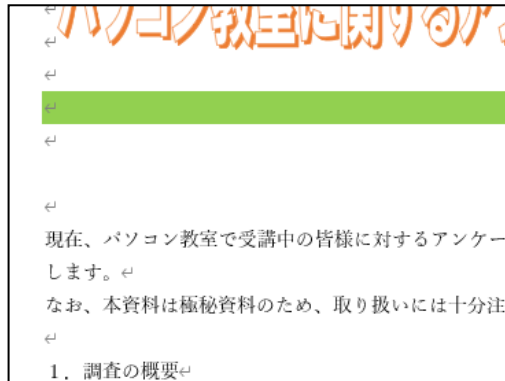 パソコン教室に関するア
現在、パソコン教室で受講中の皆様に対するアンケー
します。
なお、本資料は極秘資料のため、取り扱いには十分注
１．調査の概要